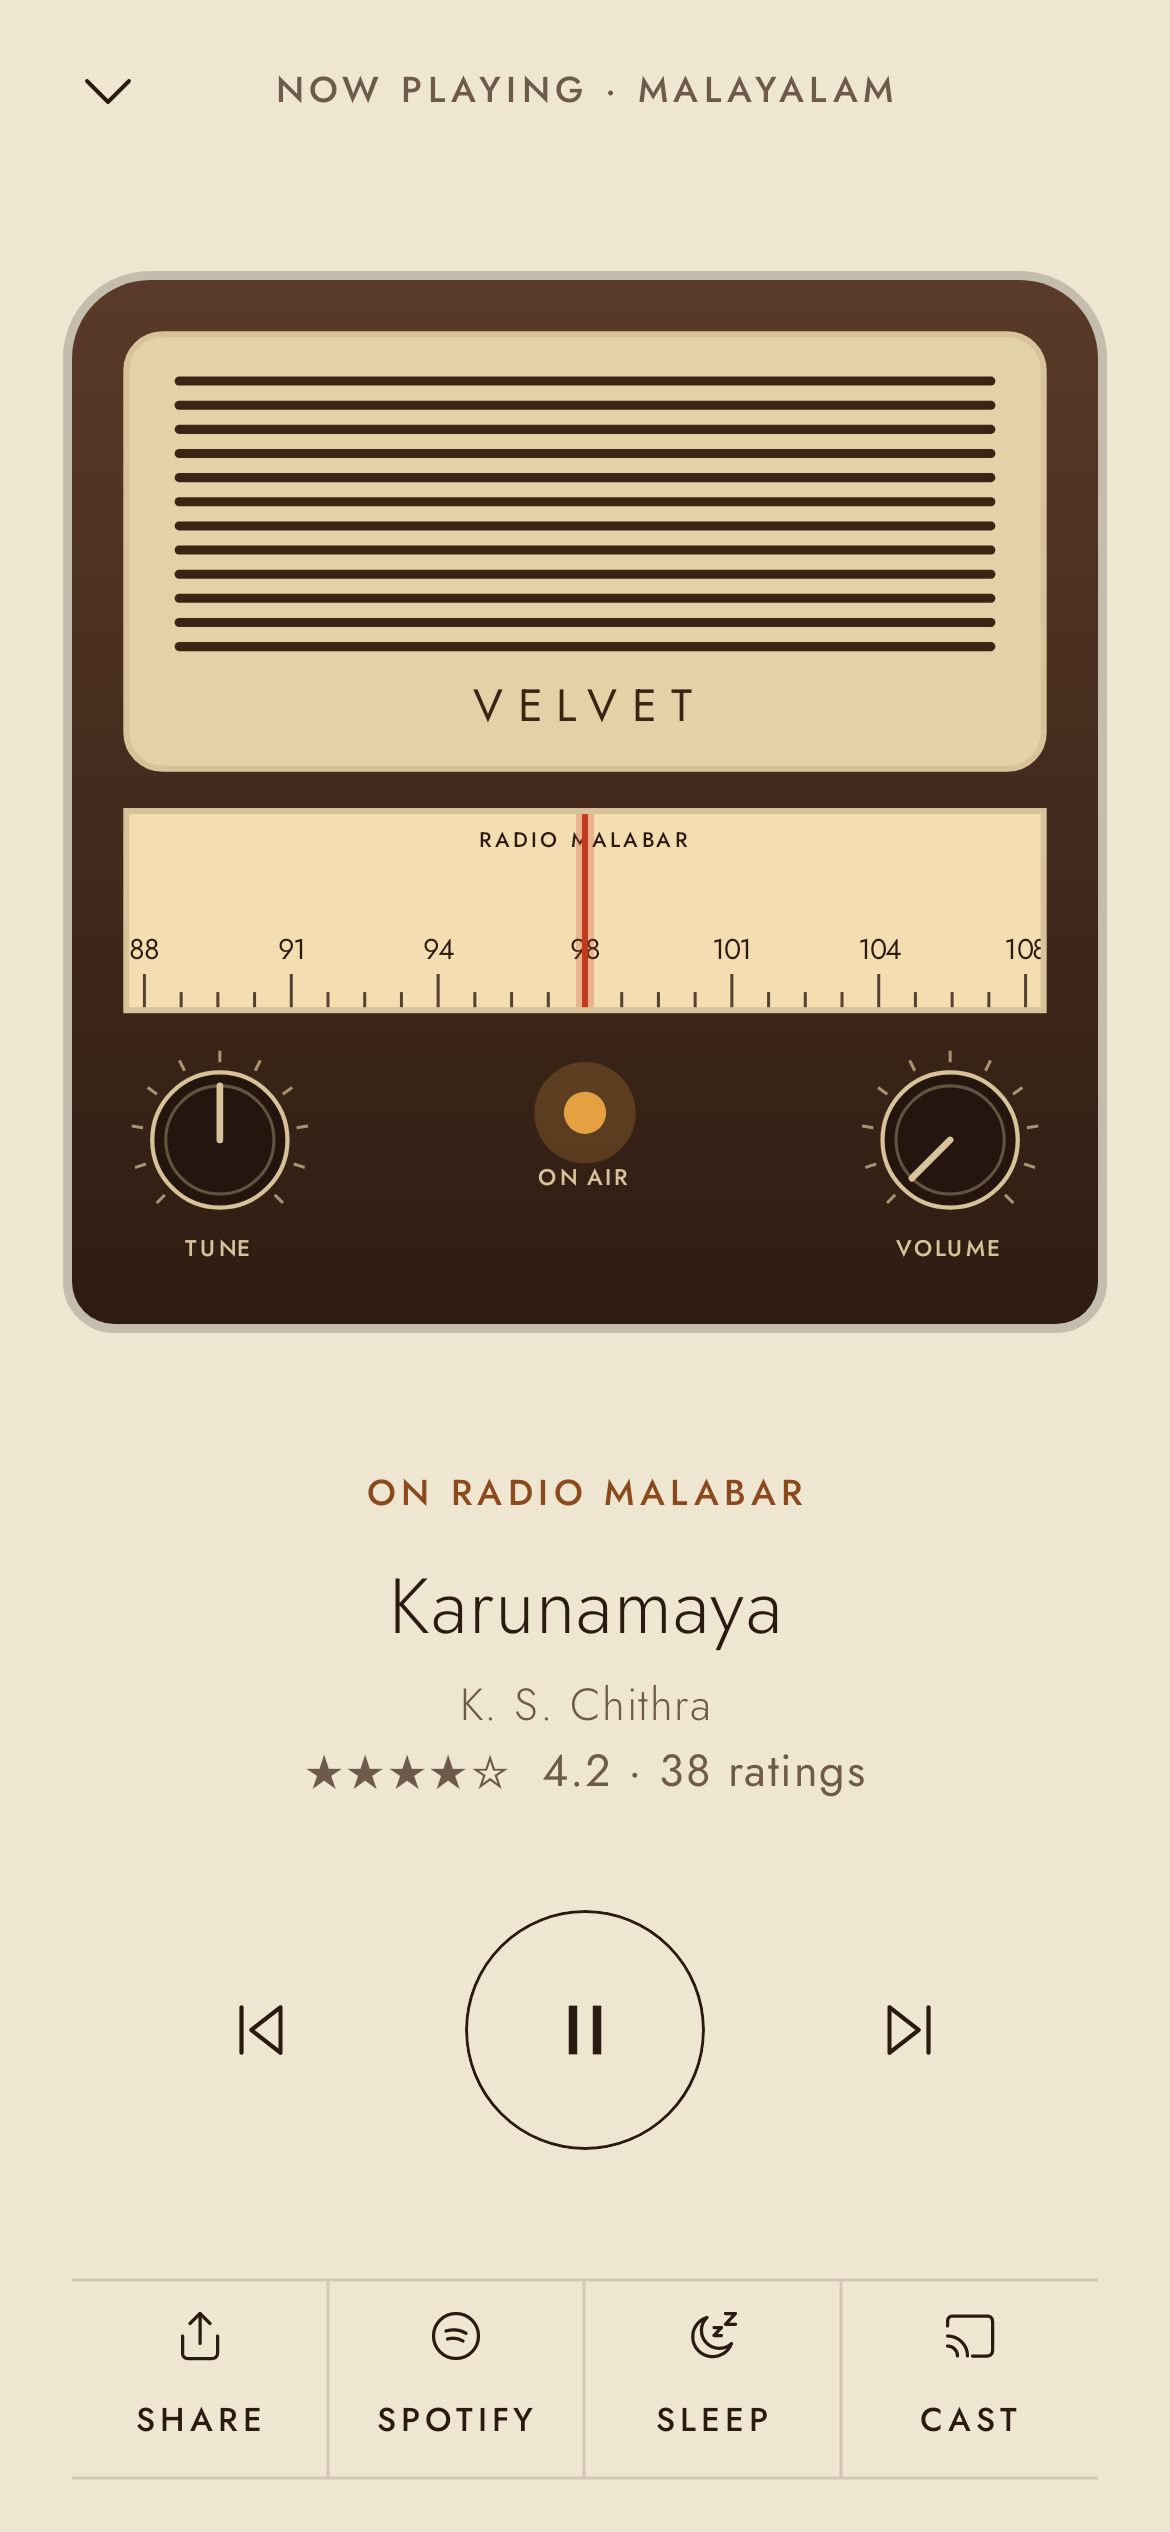 NOW PLAYING · MALAYALAM
VELVET
RADIO MALABAR
88 91 94 98 101 104 108
ON AIR
TUNE VOLUME
ON RADIO MALABAR
Karunamaya
K. S. Chithra
★★★★☆ 4.2 · 38 ratings
SHARE SPOTIFY SLEEP CAST